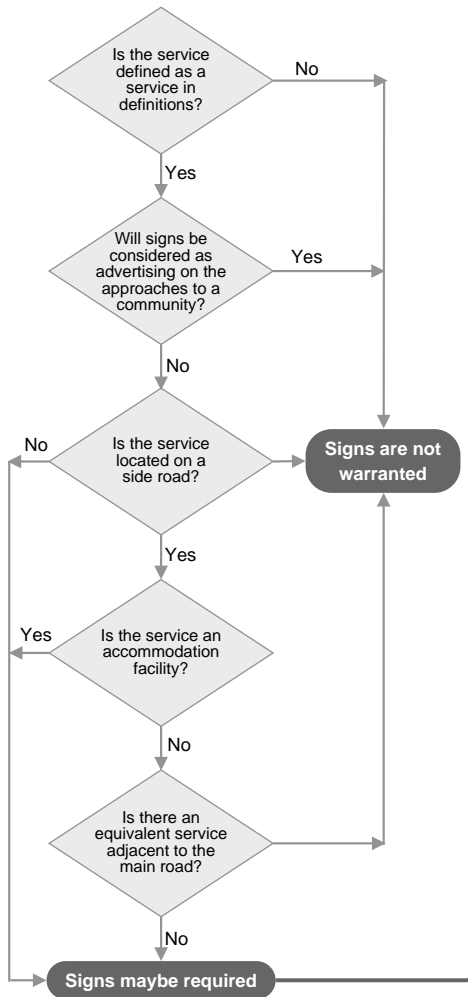 Is the service
defined as a
service in
definitions?
No
Yes
Will signs be
considered as
advertising on the
approaches to a
community?
Yes
No
No
Is the service
located on a
side road?
Signs are not
warranted
Yes
Yes
Is the service an
accommodation
facility?
No
Is there an
equivalent service
adjacent to the
main road?
No
Signs maybe required